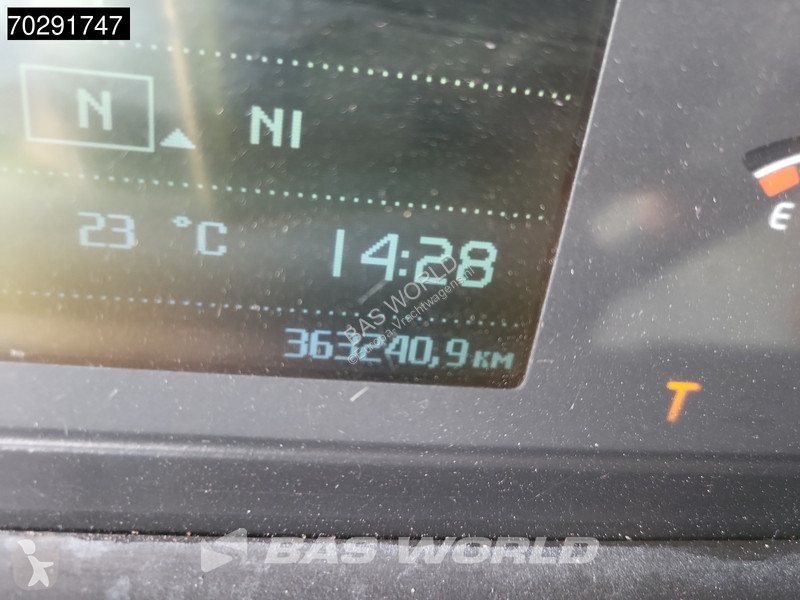 70291747
N NI
E
23 °C 14:28
BAS WORLD
363240,9 KM
T
BAS WORLD